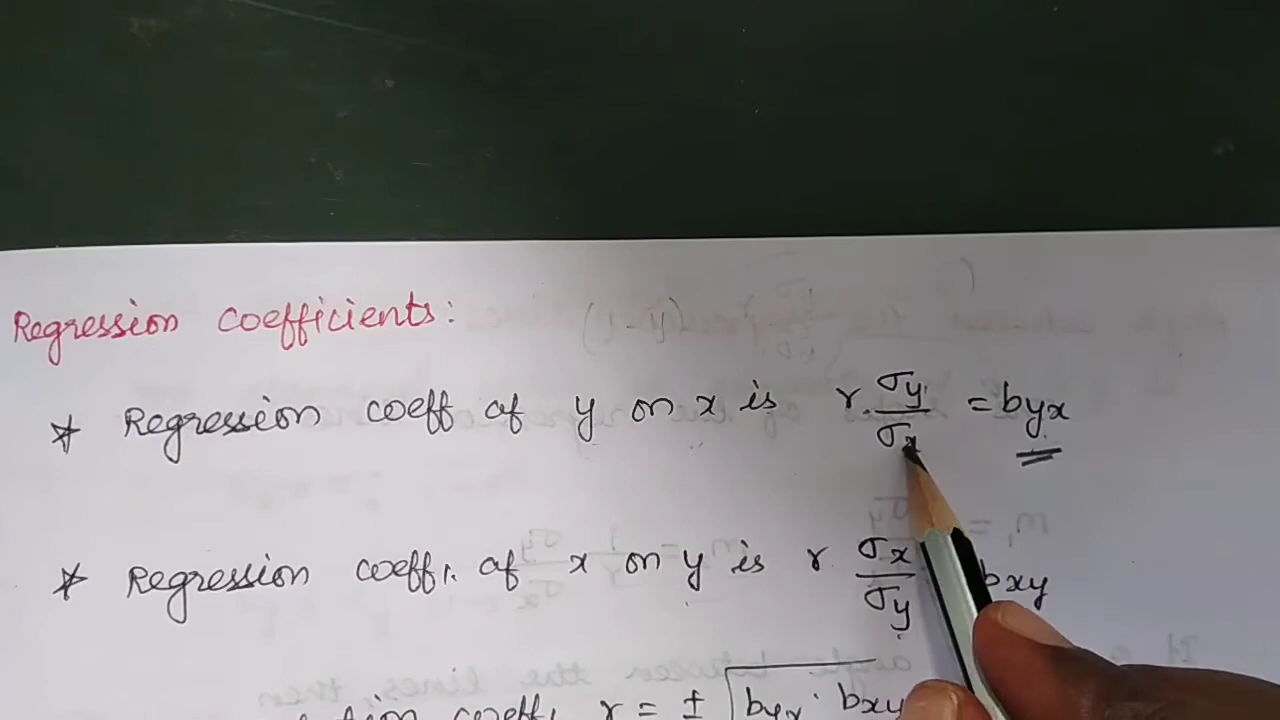 Regression coefficients:
* Regression coeff of y on x is r. σy/σx = byx
* Regression coeff. of x on y is r σx/σy bxy
coeff. r = ± √byx . bxy